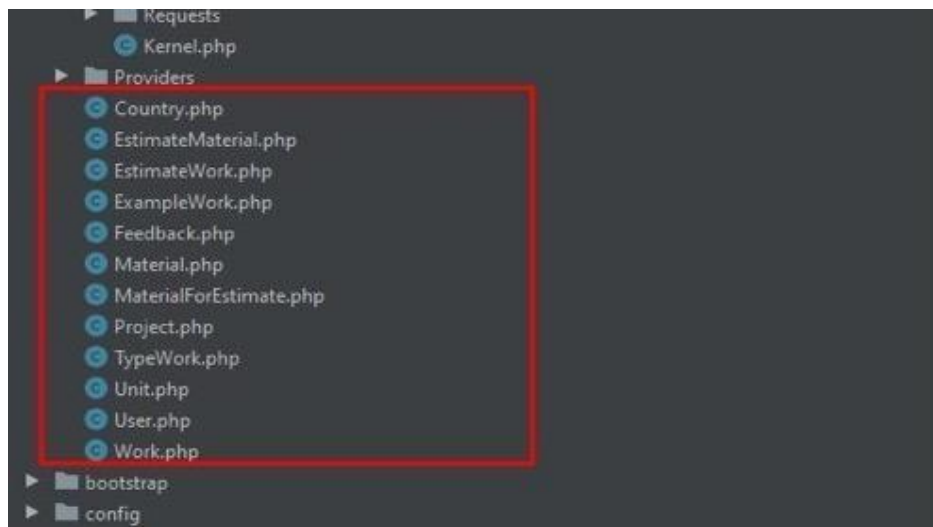 Requests
Kernel.php
Providers
Country.php
EstimateMaterial.php
EstimateWork.php
ExampleWork.php
Feedback.php
Material.php
MaterialForEstimate.php
Project.php
TypeWork.php
Unit.php
User.php
Work.php
bootstrap
config